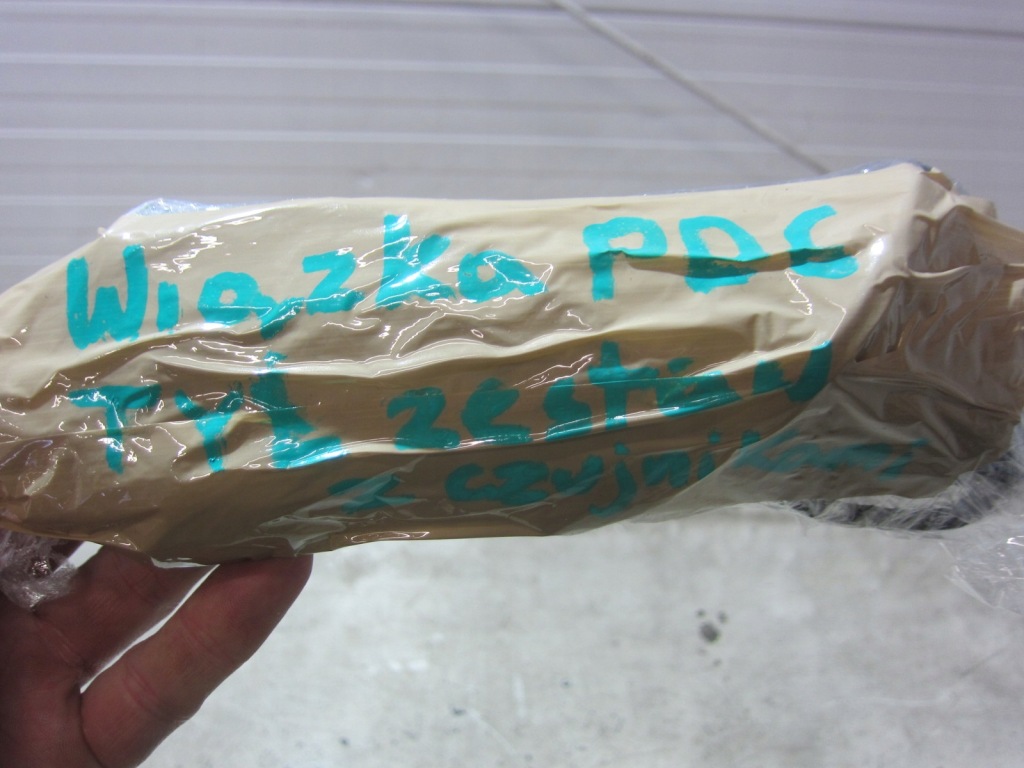 Wiązka PDC
TYŁ zestaw
z czujnikami